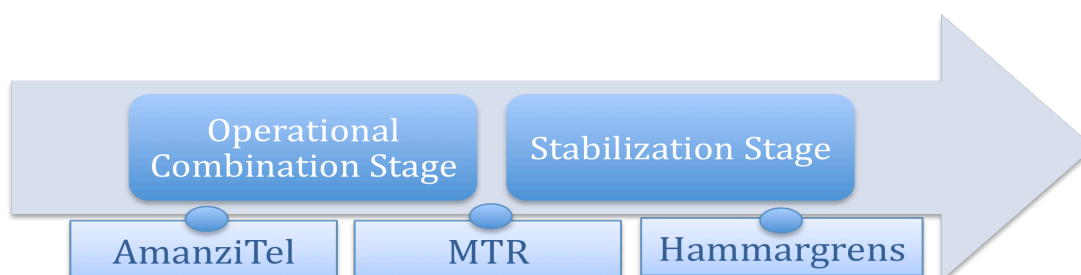 Operational
Combination Stage
Stabilization Stage
AmanziTel
MTR
Hammargrens